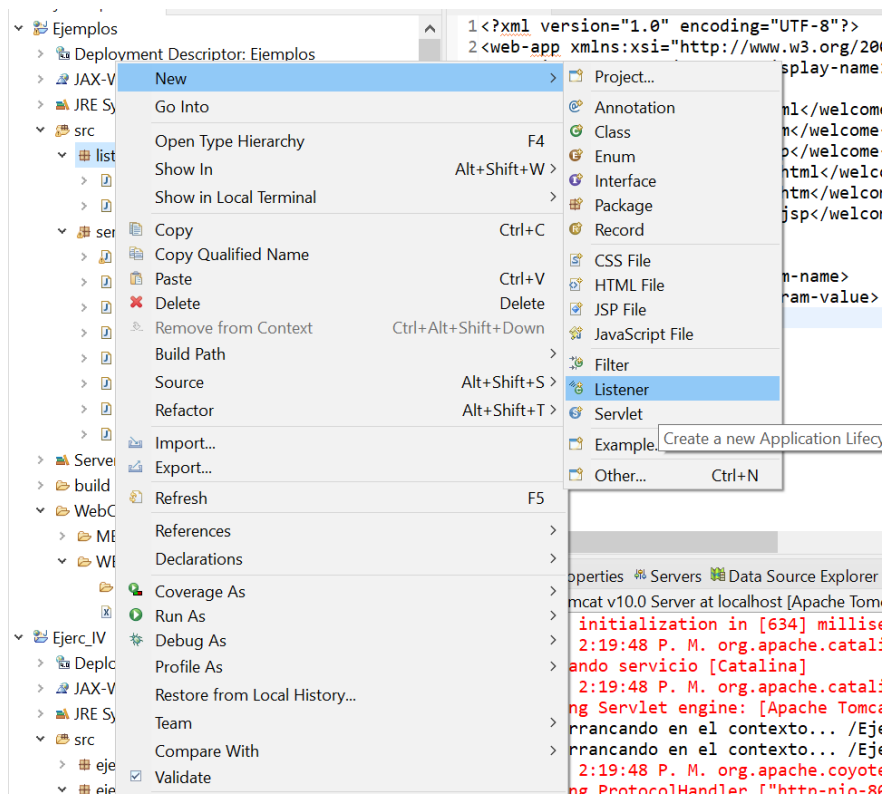 Ejemplos
Deployment Descriptor: Ejemplos
JAX-W
JRE Sy
src
list
ser
Server
build
WebC
ME
WE
Ejerc_IV
Deplo
JAX-W
JRE Sy
src
eje
eje
New
Go Into
Open Type Hierarchy F4
Show In Alt+Shift+W >
Show in Local Terminal
Copy Ctrl+C
Copy Qualified Name
Paste Ctrl+V
Delete Delete
Remove from Context Ctrl+Alt+Shift+Down
Build Path
Source Alt+Shift+S >
Refactor Alt+Shift+T >
Import...
Export...
Refresh F5
References
Declarations
Coverage As
Run As
Debug As
Profile As
Restore from Local History...
Team
Compare With
Validate
Project...
Annotation
Class
Enum
Interface
Package
Record
CSS File
HTML File
JSP File
JavaScript File
Filter
Listener
Servlet
Example.
Other... Ctrl+N
Create a new Application Lifecy
1 <?xml version="1.0" encoding="UTF-8"?>
2 <web-app xmlns:xsi="http://www.w3.org/200
splay-name>
ml</welcome
m</welcome-
p</welcome-
html</welco
htm</welcom
jsp</welcom
m-name>
ram-value>
operties Servers Data Source Explorer
mcat v10.0 Server at localhost [Apache Tomc
initialization in [634] millise
2:19:48 P. M. org.apache.catali
ando servicio [Catalina]
2:19:48 P. M. org.apache.catali
ng Servlet engine: [Apache Tomca
rrancando en el contexto... /Eje
rrancando en el contexto... /Eje
2:19:48 P. M. org.apache.coyote
ng ProtocolHandler ["http-nio-80